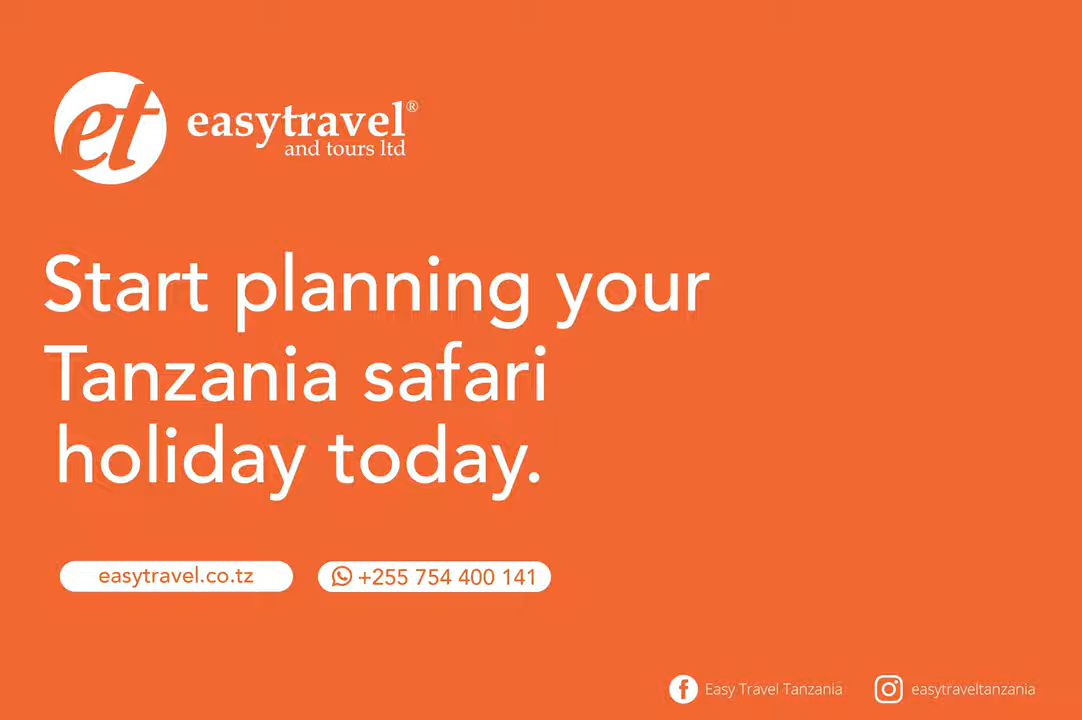 et
easytravel®
and tours ltd
Start planning your
Tanzania safari
holiday today.
easytravel.co.tz
+255 754 400 141
Easy Travel Tanzania
easytraveltanzania